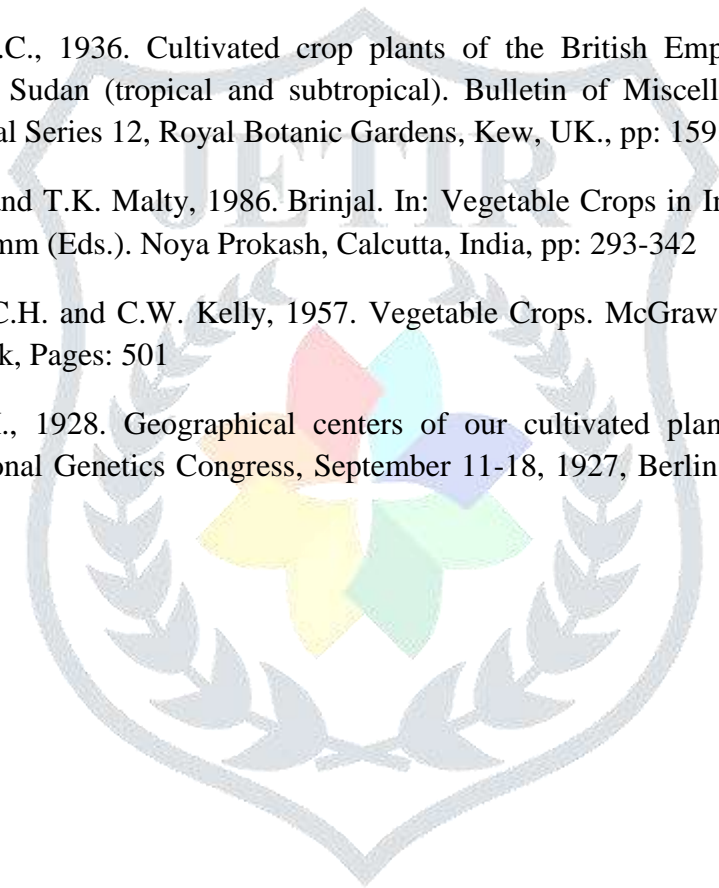 .C., 1936. Cultivated crop plants of the British Emp
Sudan (tropical and subtropical). Bulletin of Miscell
al Series 12, Royal Botanic Gardens, Kew, UK., pp: 159
JETIR
and T.K. Malty, 1986. Brinjal. In: Vegetable Crops in In
mm (Eds.). Noya Prokash, Calcutta, India, pp: 293-342
C.H. and C.W. Kelly, 1957. Vegetable Crops. McGraw
k, Pages: 501
I., 1928. Geographical centers of our cultivated plan
onal Genetics Congress, September 11-18, 1927, Berlin